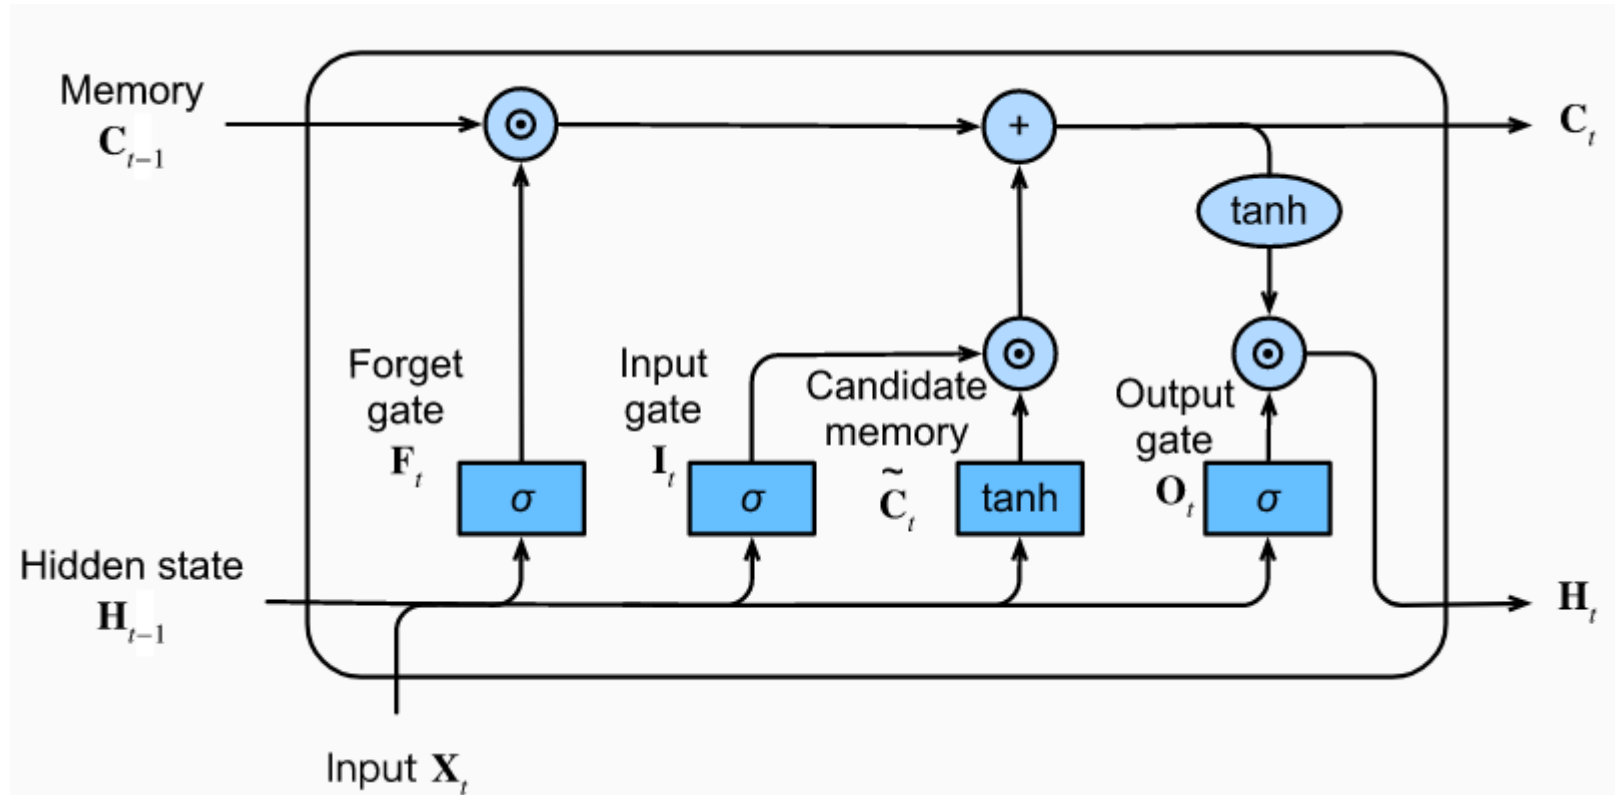 Memory
C_{t-1}
⊙
+
C_t
tanh
Forget
gate
F_t
σ
Input
gate
I_t
σ
⊙
Candidate
memory
C̃_t
tanh
⊙
Output
gate
O_t
σ
Hidden state
H_{t-1}
H_t
Input X_t